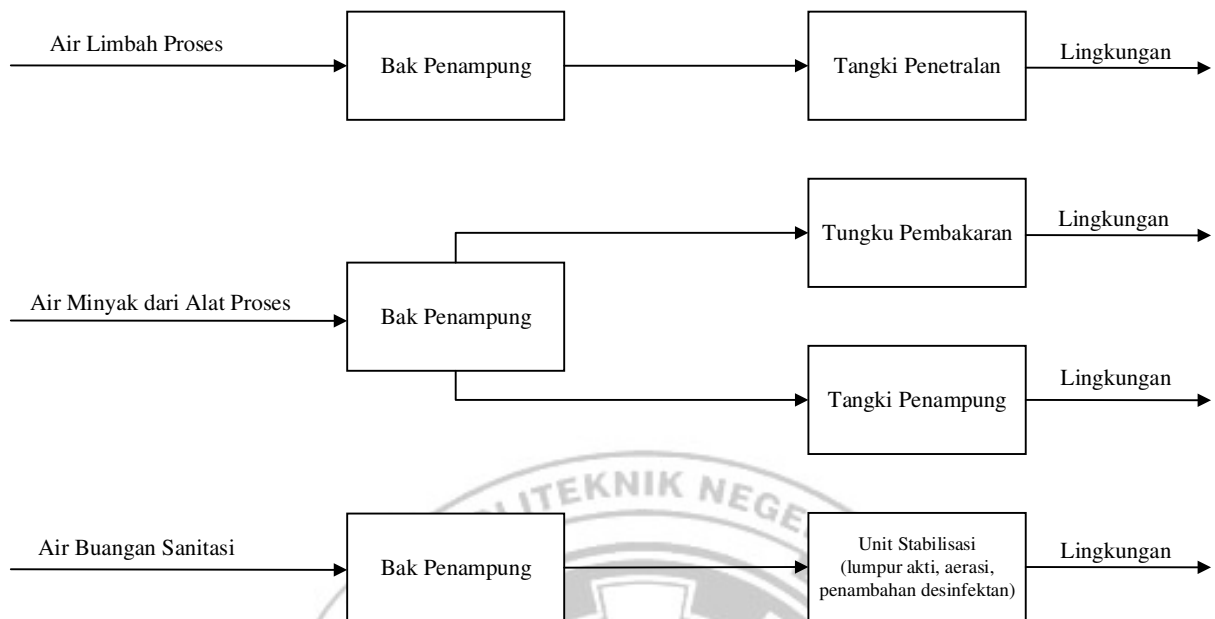 Air Limbah Proses
Bak Penampung
Tangki Penetralan
Lingkungan
Air Minyak dari Alat Proses
Bak Penampung
Tungku Pembakaran
Lingkungan
Tangki Penampung
Lingkungan
Air Buangan Sanitasi
Bak Penampung
Unit Stabilisasi
(lumpur akti, aerasi,
penambahan desinfektan)
Lingkungan